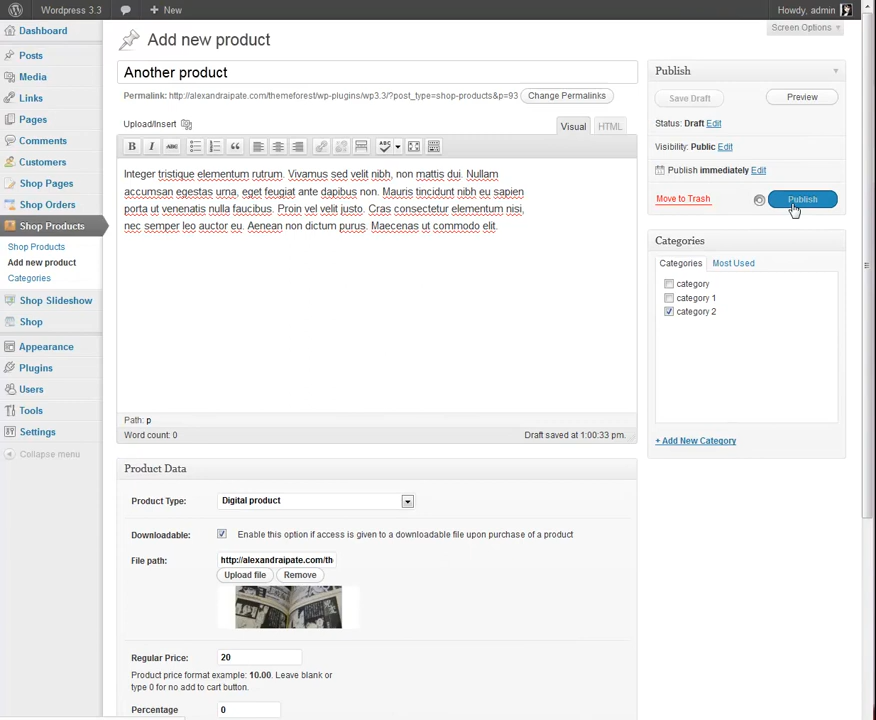 Wordpress 3.3
New
Howdy, admin
Dashboard
Posts
Media
Links
Pages
Comments
Customers
Shop Pages
Shop Orders
Shop Products
Shop Products
Add new product
Categories
Shop Slideshow
Shop
Appearance
Plugins
Users
Tools
Settings
Collapse menu
Screen Options
Add new product
Another product
Permalink: http://alexandraipate.com/themeforest/wp-plugins/wp3.3/?post_type=shop-products&p=93 Change Permalinks
Upload/Insert
Visual HTML
B I ABC
ABC
Integer tristique elementum rutrum. Vivamus sed velit nibh, non mattis dui. Nullam
accumsan egestas urna, eget feugiat ante dapibus non. Mauris tincidunt nibh eu sapien
porta ut venenatis nulla faucibus. Proin vel velit justo. Cras consectetur elementum nisi,
nec semper leo auctor eu. Aenean non dictum purus. Maecenas ut commodo elit.
Path: p
Word count: 0 Draft saved at 1:00:33 pm.
Product Data
Product Type: Digital product
Downloadable: Enable this option if access is given to a downloadable file upon purchase of a product
File path: http://alexandraipate.com/th
Upload file Remove
Regular Price: 20
Product price format example: 10.00. Leave blank or
type 0 for no add to cart button.
Percentage 0
Publish
Save Draft Preview
Status: Draft Edit
Visibility: Public Edit
Publish immediately Edit
Move to Trash Publish
Categories
Categories Most Used
category
category 1
category 2
+ Add New Category